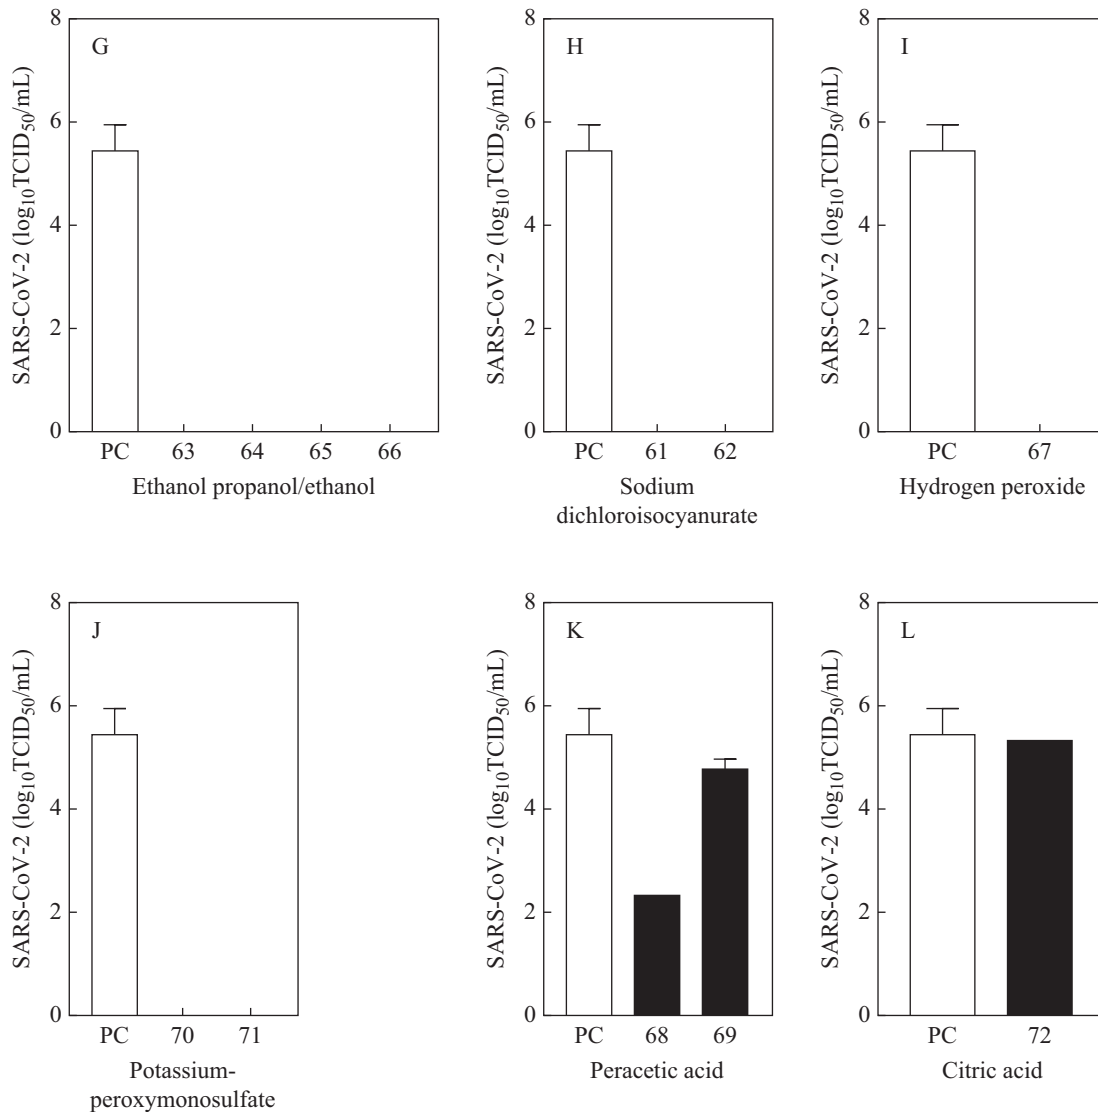 G
SARS-CoV-2 (log10TCID50/mL)
8
6
4
2
0
PC 63 64 65 66
Ethanol propanol/ethanol
H
SARS-CoV-2 (log10TCID50/mL)
8
6
4
2
0
PC 61 62
Sodium
dichloroisocyanurate
I
SARS-CoV-2 (log10TCID50/mL)
8
6
4
2
0
PC 67
Hydrogen peroxide
J
SARS-CoV-2 (log10TCID50/mL)
8
6
4
2
0
PC 70 71
Potassium-
peroxymonosulfate
K
SARS-CoV-2 (log10TCID50/mL)
8
6
4
2
0
PC 68 69
Peracetic acid
L
SARS-CoV-2 (log10TCID50/mL)
8
6
4
2
0
PC 72
Citric acid